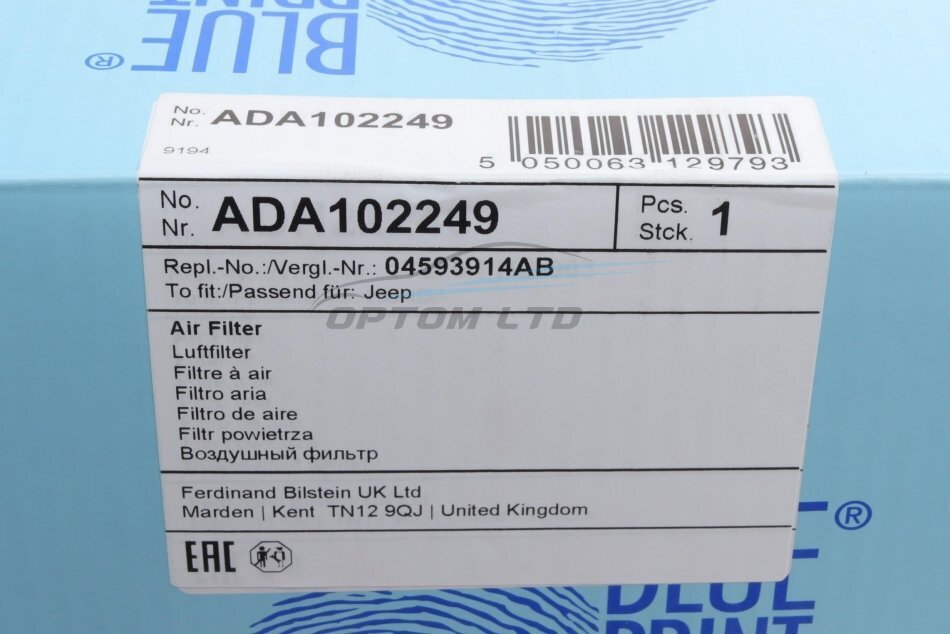 BLUE
PRINT
®
No.
Nr. ADA102249
9194
5 050063 129793
No.
Nr. ADA102249
Pcs.
Stck. 1
Repl.-No.:/Vergl.-Nr.: 04593914AB
To fit:/Passend für: Jeep
OPTOM LTD
Air Filter
Luftfilter
Filtre à air
Filtro aria
Filtro de aire
Filtr powietrza
Воздушный фильтр
Ferdinand Bilstein UK Ltd
Marden | Kent TN12 9QJ | United Kingdom
EAC
®
BLUE
PRINT